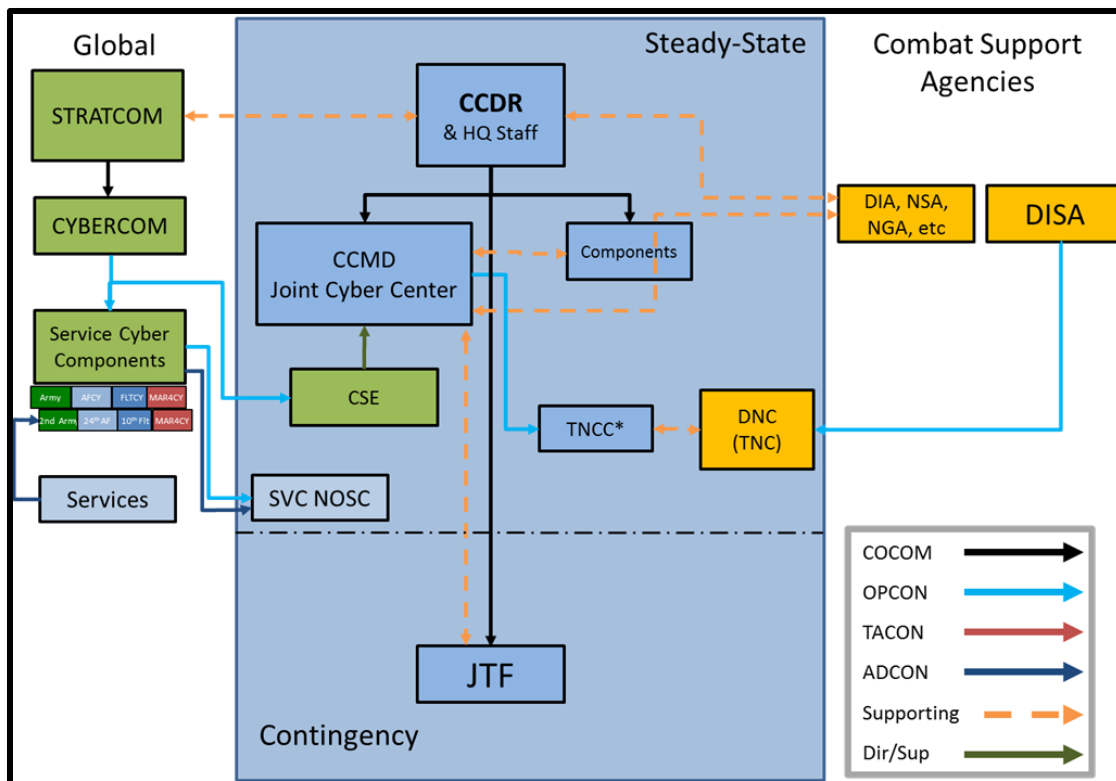 Global
Steady-State
Combat Support
Agencies
STRATCOM
CCDR
& HQ Staff
CYBERCOM
DIA, NSA,
NGA, etc
DISA
CCMD
Joint Cyber Center
Components
Service Cyber
Components
Army
AFCY
FLTCY
MAR4CY
2nd Army
24th AF
10th Flt
MAR4CY
CSE
TNCC*
DNC
(TNC)
Services
SVC NOSC
JTF
Contingency
COCOM
OPCON
TACON
ADCON
Supporting
Dir/Sup